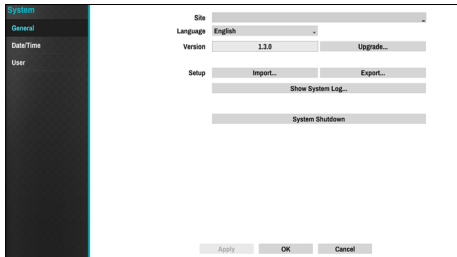 System
General
Date/Time
User
Site
Language English
Version 1.3.0 Upgrade...
Setup Import... Export...
Show System Log...
System Shutdown
Apply OK Cancel